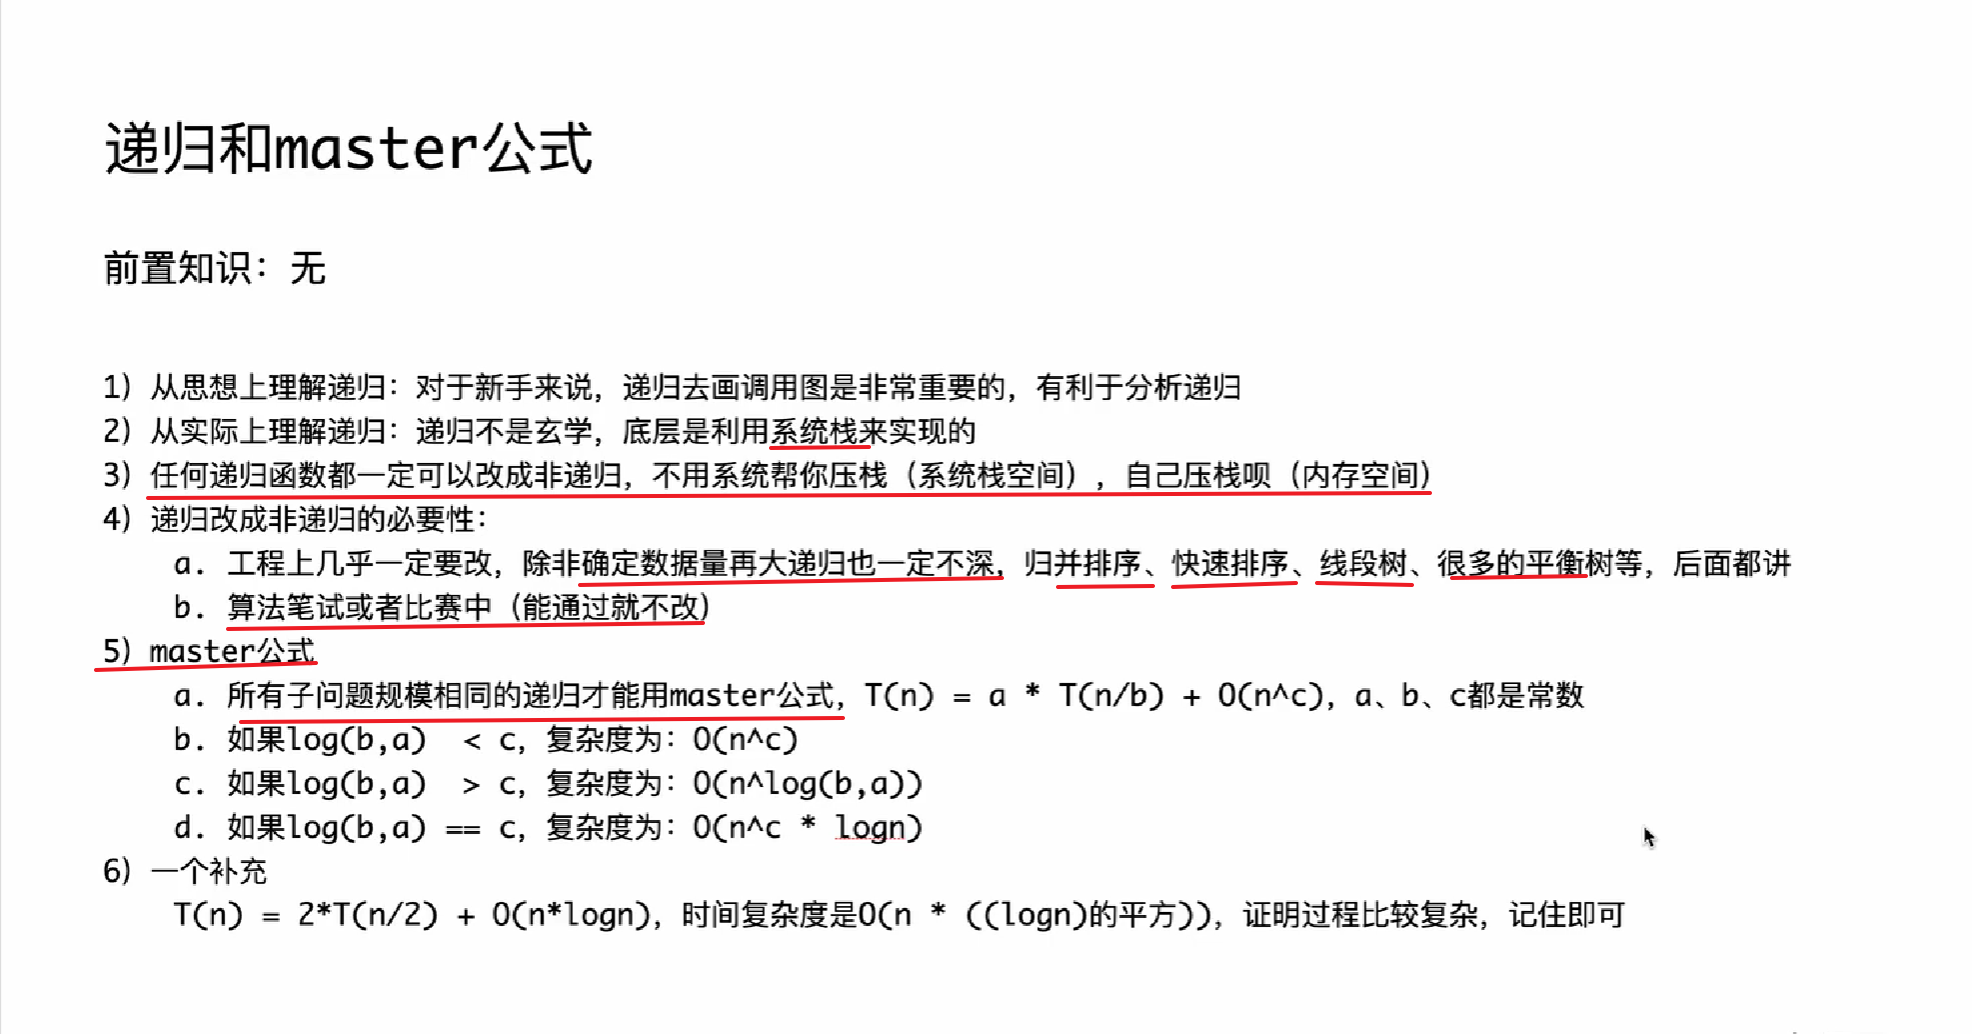 递归和master公式
前置知识：无
1）从思想上理解递归：对于新手来说，递归去画调用图是非常重要的，有利于分析递归
2）从实际上理解递归：递归不是玄学，底层是利用系统栈来实现的
3）任何递归函数都一定可以改成非递归，不用系统帮你压栈（系统栈空间），自己压栈呗（内存空间）
4）递归改成非递归的必要性：
a. 工程上几乎一定要改，除非确定数据量再大递归也一定不深，归并排序、快速排序、线段树、很多的平衡树等，后面都讲
b. 算法笔试或者比赛中（能通过就不改）
5）master公式
a. 所有子问题规模相同的递归才能用master公式，T(n) = a * T(n/b) + O(n^c)，a、b、c都是常数
b. 如果log(b,a)  < c，复杂度为：O(n^c)
c. 如果log(b,a)  > c，复杂度为：O(n^log(b,a))
d. 如果log(b,a) == c，复杂度为：O(n^c * logn)
6）一个补充
T(n) = 2*T(n/2) + O(n*logn)，时间复杂度是O(n * ((logn)的平方))，证明过程比较复杂，记住即可